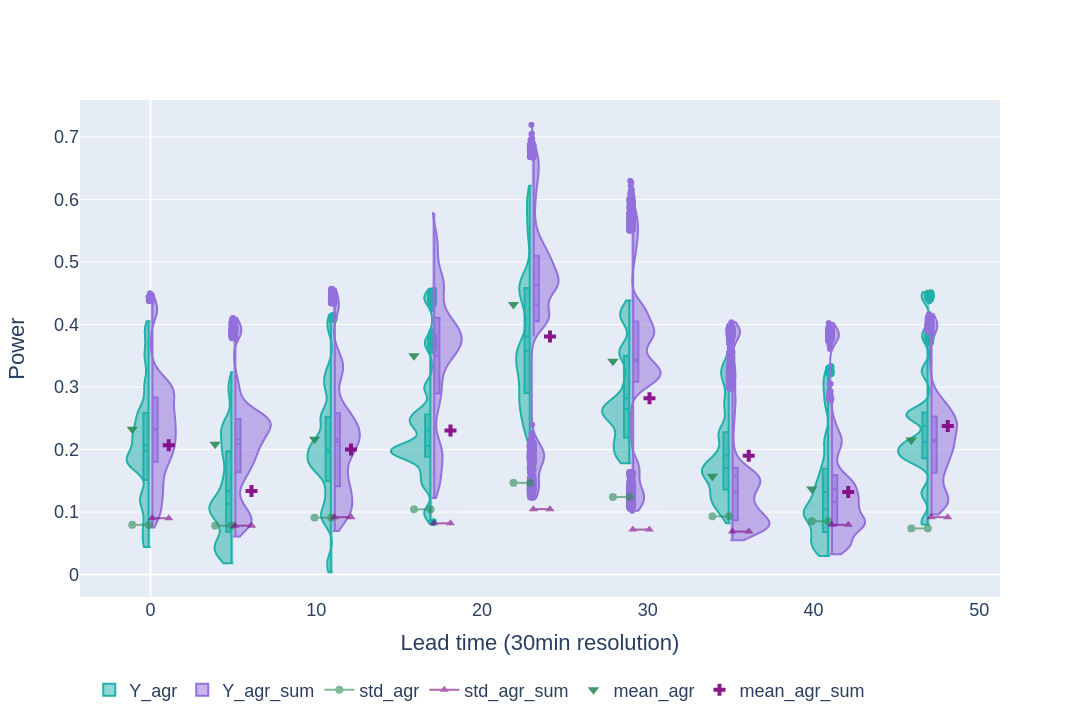 0.7
0.6
0.5
0.4
0.3
0.2
0.1
0
Power
0 10 20 30 40 50
Lead time (30min resolution)
Y_agr Y_agr_sum std_agr std_agr_sum mean_agr mean_agr_sum